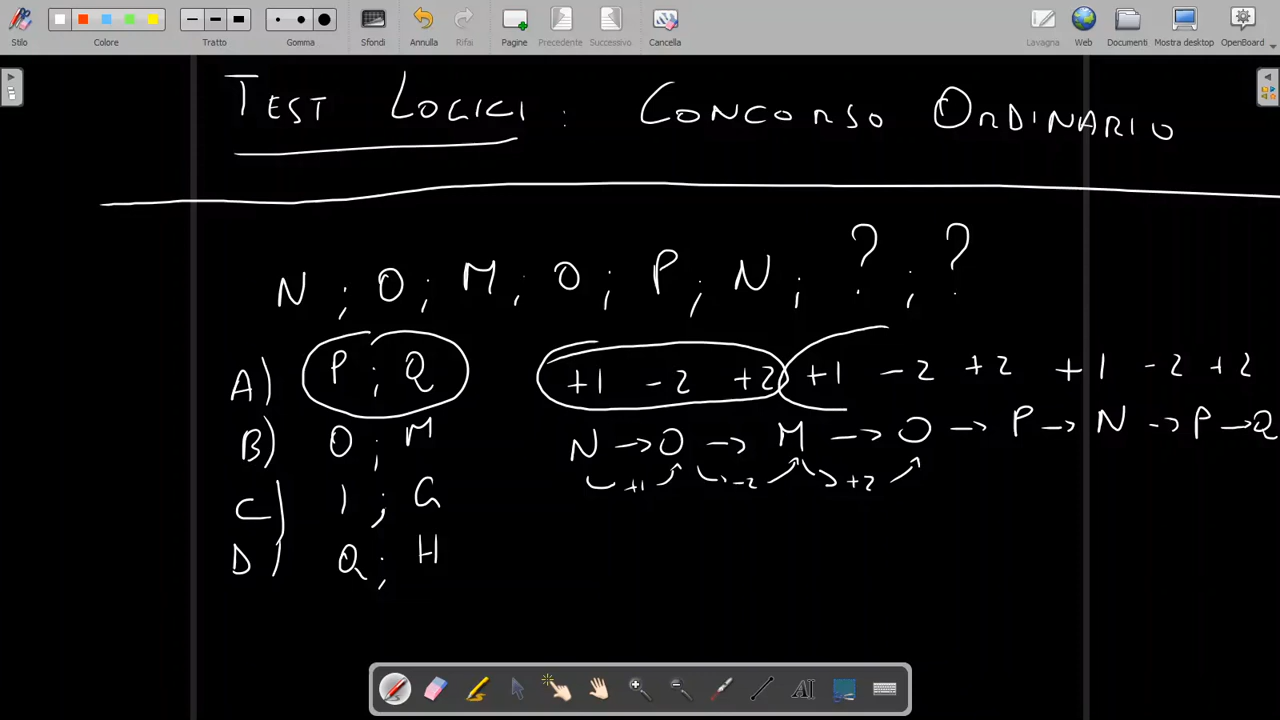 Stilo Colore Tratto Gomma Sfondi Annulla Rifai Pagine Precedente Successivo Cancella Lavagna Web Documenti Mostra desktop OpenBoard
TEST LOGICI : CONCORSO ORDINARIO
N ; O ; M ; O ; P ; N ; ? ; ?
A) P ; Q +1 -2 +2 +1 -2 +2 +1 -2 +2
B) O ; M N → O → M → O → P → N → P → Q
+1 -2 +2
C) I ; G
D) Q ; H
AI